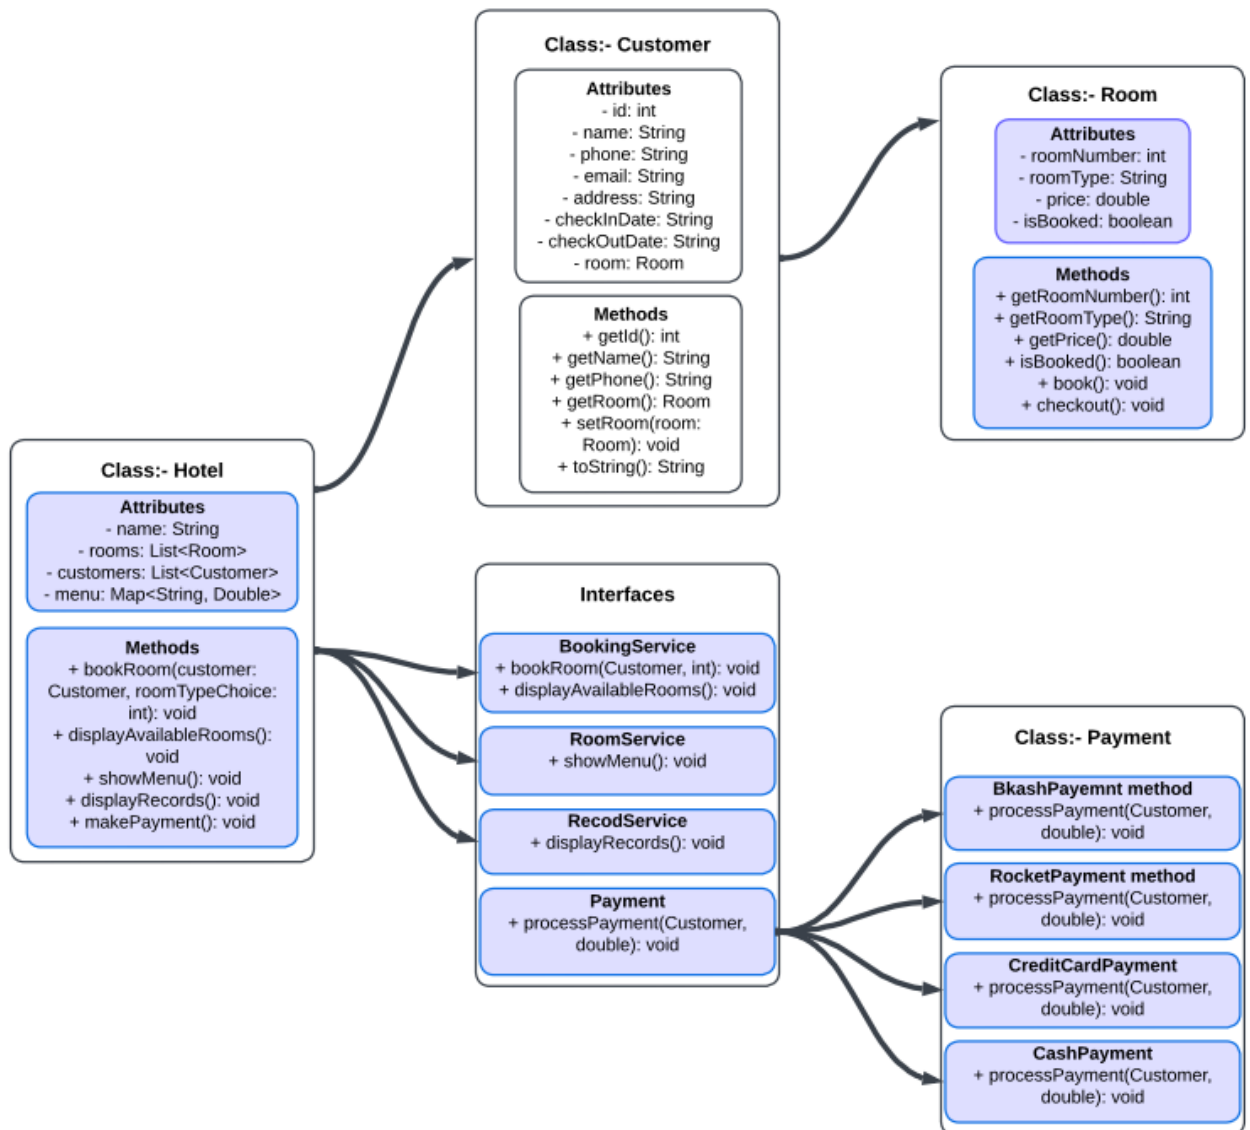 Class:- Customer
Attributes
- id: int
- name: String
- phone: String
- email: String
- address: String
- checkInDate: String
- checkOutDate: String
- room: Room
Methods
+ getId(): int
+ getName(): String
+ getPhone(): String
+ getRoom(): Room
+ setRoom(room:
Room): void
+ toString(): String
Class:- Room
Attributes
- roomNumber: int
- roomType: String
- price: double
- isBooked: boolean
Methods
+ getRoomNumber(): int
+ getRoomType(): String
+ getPrice(): double
+ isBooked(): boolean
+ book(): void
+ checkout(): void
Class:- Hotel
Attributes
- name: String
- rooms: List<Room>
- customers: List<Customer>
- menu: Map<String, Double>
Methods
+ bookRoom(customer:
Customer, roomTypeChoice:
int): void
+ displayAvailableRooms():
void
+ showMenu(): void
+ displayRecords(): void
+ makePayment(): void
Interfaces
BookingService
+ bookRoom(Customer, int): void
+ displayAvailableRooms(): void
RoomService
+ showMenu(): void
RecodService
+ displayRecords(): void
Payment
+ processPayment(Customer,
double): void
Class:- Payment
BkashPayemnt method
+ processPayment(Customer,
double): void
RocketPayment method
+ processPayment(Customer,
double): void
CreditCardPayment
+ processPayment(Customer,
double): void
CashPayment
+ processPayment(Customer,
double): void